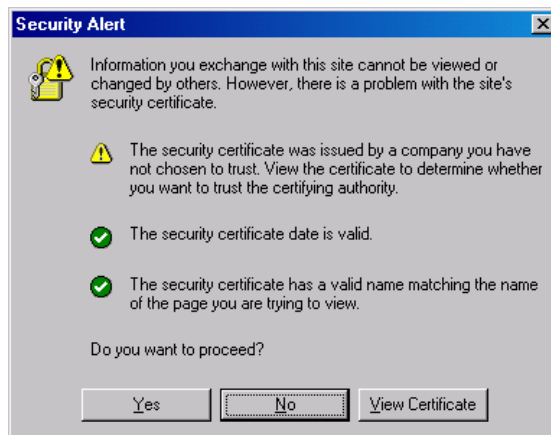 Security Alert
Information you exchange with this site cannot be viewed or
changed by others. However, there is a problem with the site's
security certificate.
The security certificate was issued by a company you have
not chosen to trust. View the certificate to determine whether
you want to trust the certifying authority.
The security certificate date is valid.
The security certificate has a valid name matching the name
of the page you are trying to view.
Do you want to proceed?
Yes No View Certificate